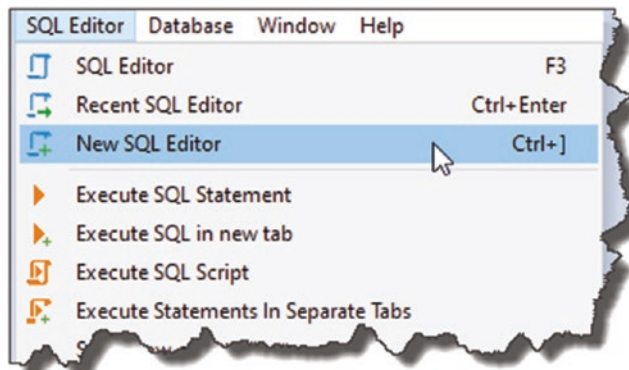 SQL Editor Database Window Help
SQL Editor F3
Recent SQL Editor Ctrl+Enter
New SQL Editor Ctrl+]
Execute SQL Statement
Execute SQL in new tab
Execute SQL Script
Execute Statements In Separate Tabs